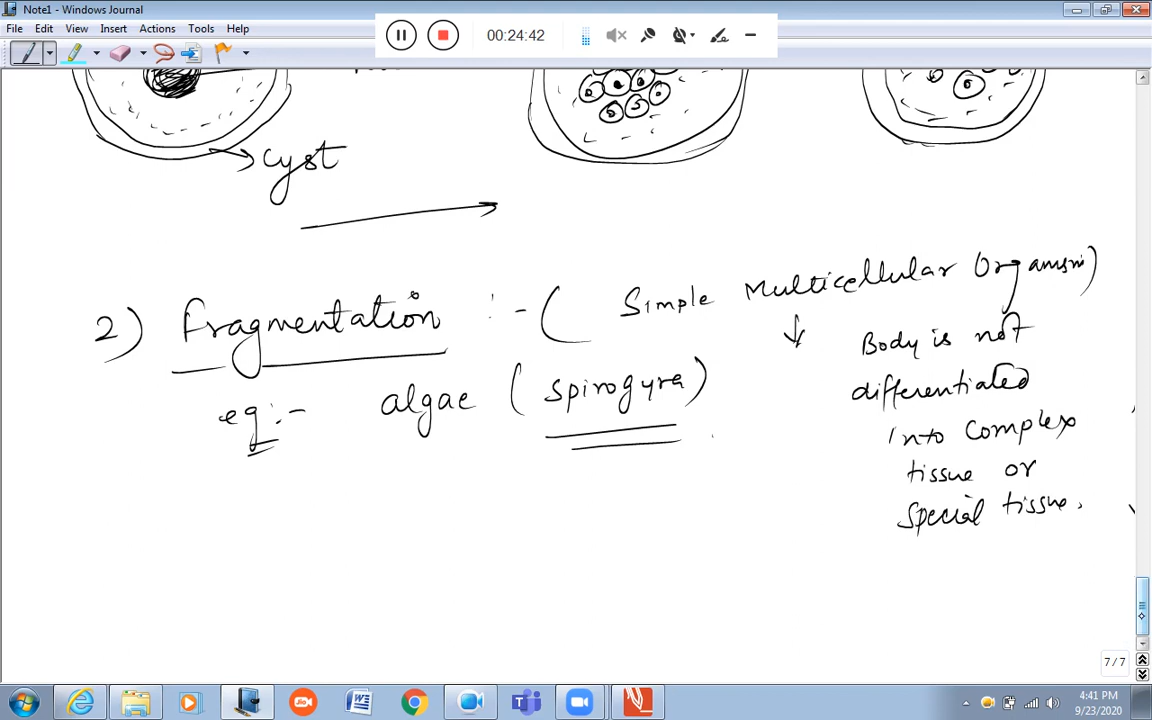 Note1 - Windows Journal
File Edit View Insert Actions Tools Help
00:24:42
cyst
2) Fragmentation :- ( Simple Multicellular Organism)
Body is not
differentiated
into complex
tissue or
special tissue.
eg:- algae (spirogyra)
7/7
4:41 PM
9/23/2020